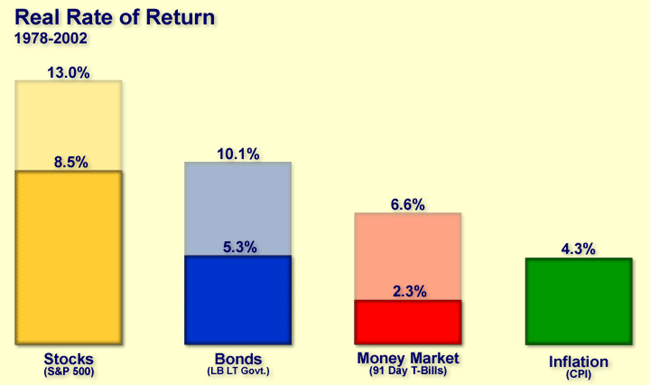 Real Rate of Return
1978-2002
13.0%
8.5%
10.1%
5.3%
6.6%
2.3%
4.3%
Stocks
(S&P 500)
Bonds
(LB LT Govt.)
Money Market
(91 Day T-Bills)
Inflation
(CPI)